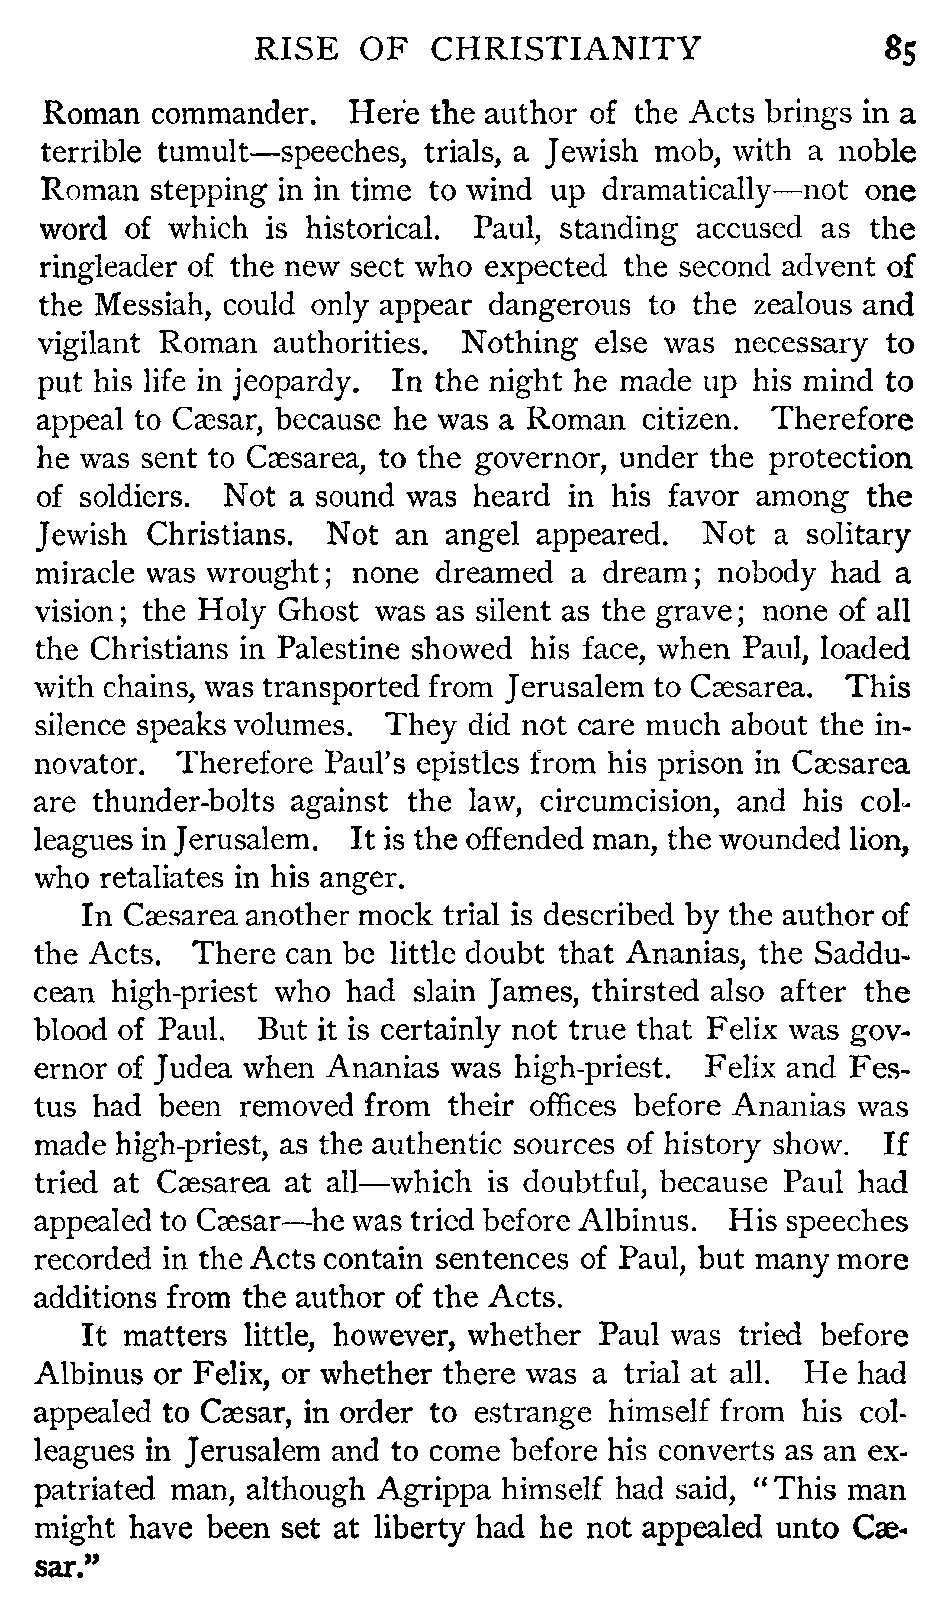 RISE OF CHRISTIANITY 85
Roman commander. Here the author of the Acts brings in a
terrible tumult—speeches, trials, a Jewish mob, with a noble
Roman stepping in in time to wind up dramatically—not one
word of which is historical. Paul, standing accused as the
ringleader of the new sect who expected the second advent of
the Messiah, could only appear dangerous to the zealous and
vigilant Roman authorities. Nothing else was necessary to
put his life in jeopardy. In the night he made up his mind to
appeal to Cæsar, because he was a Roman citizen. Therefore
he was sent to Cæsarea, to the governor, under the protection
of soldiers. Not a sound was heard in his favor among the
Jewish Christians. Not an angel appeared. Not a solitary
miracle was wrought; none dreamed a dream; nobody had a
vision; the Holy Ghost was as silent as the grave; none of all
the Christians in Palestine showed his face, when Paul, loaded
with chains, was transported from Jerusalem to Cæsarea. This
silence speaks volumes. They did not care much about the in-
novator. Therefore Paul's epistles from his prison in Cæsarea
are thunder-bolts against the law, circumcision, and his col-
leagues in Jerusalem. It is the offended man, the wounded lion,
who retaliates in his anger.
In Cæsarea another mock trial is described by the author of
the Acts. There can be little doubt that Ananias, the Saddu-
cean high-priest who had slain James, thirsted also after the
blood of Paul. But it is certainly not true that Felix was gov-
ernor of Judea when Ananias was high-priest. Felix and Fes-
tus had been removed from their offices before Ananias was
made high-priest, as the authentic sources of history show. If
tried at Cæsarea at all—which is doubtful, because Paul had
appealed to Cæsar—he was tried before Albinus. His speeches
recorded in the Acts contain sentences of Paul, but many more
additions from the author of the Acts.
It matters little, however, whether Paul was tried before
Albinus or Felix, or whether there was a trial at all. He had
appealed to Cæsar, in order to estrange himself from his col-
leagues in Jerusalem and to come before his converts as an ex-
patriated man, although Agrippa himself had said, "This man
might have been set at liberty had he not appealed unto Cæ-
sar."